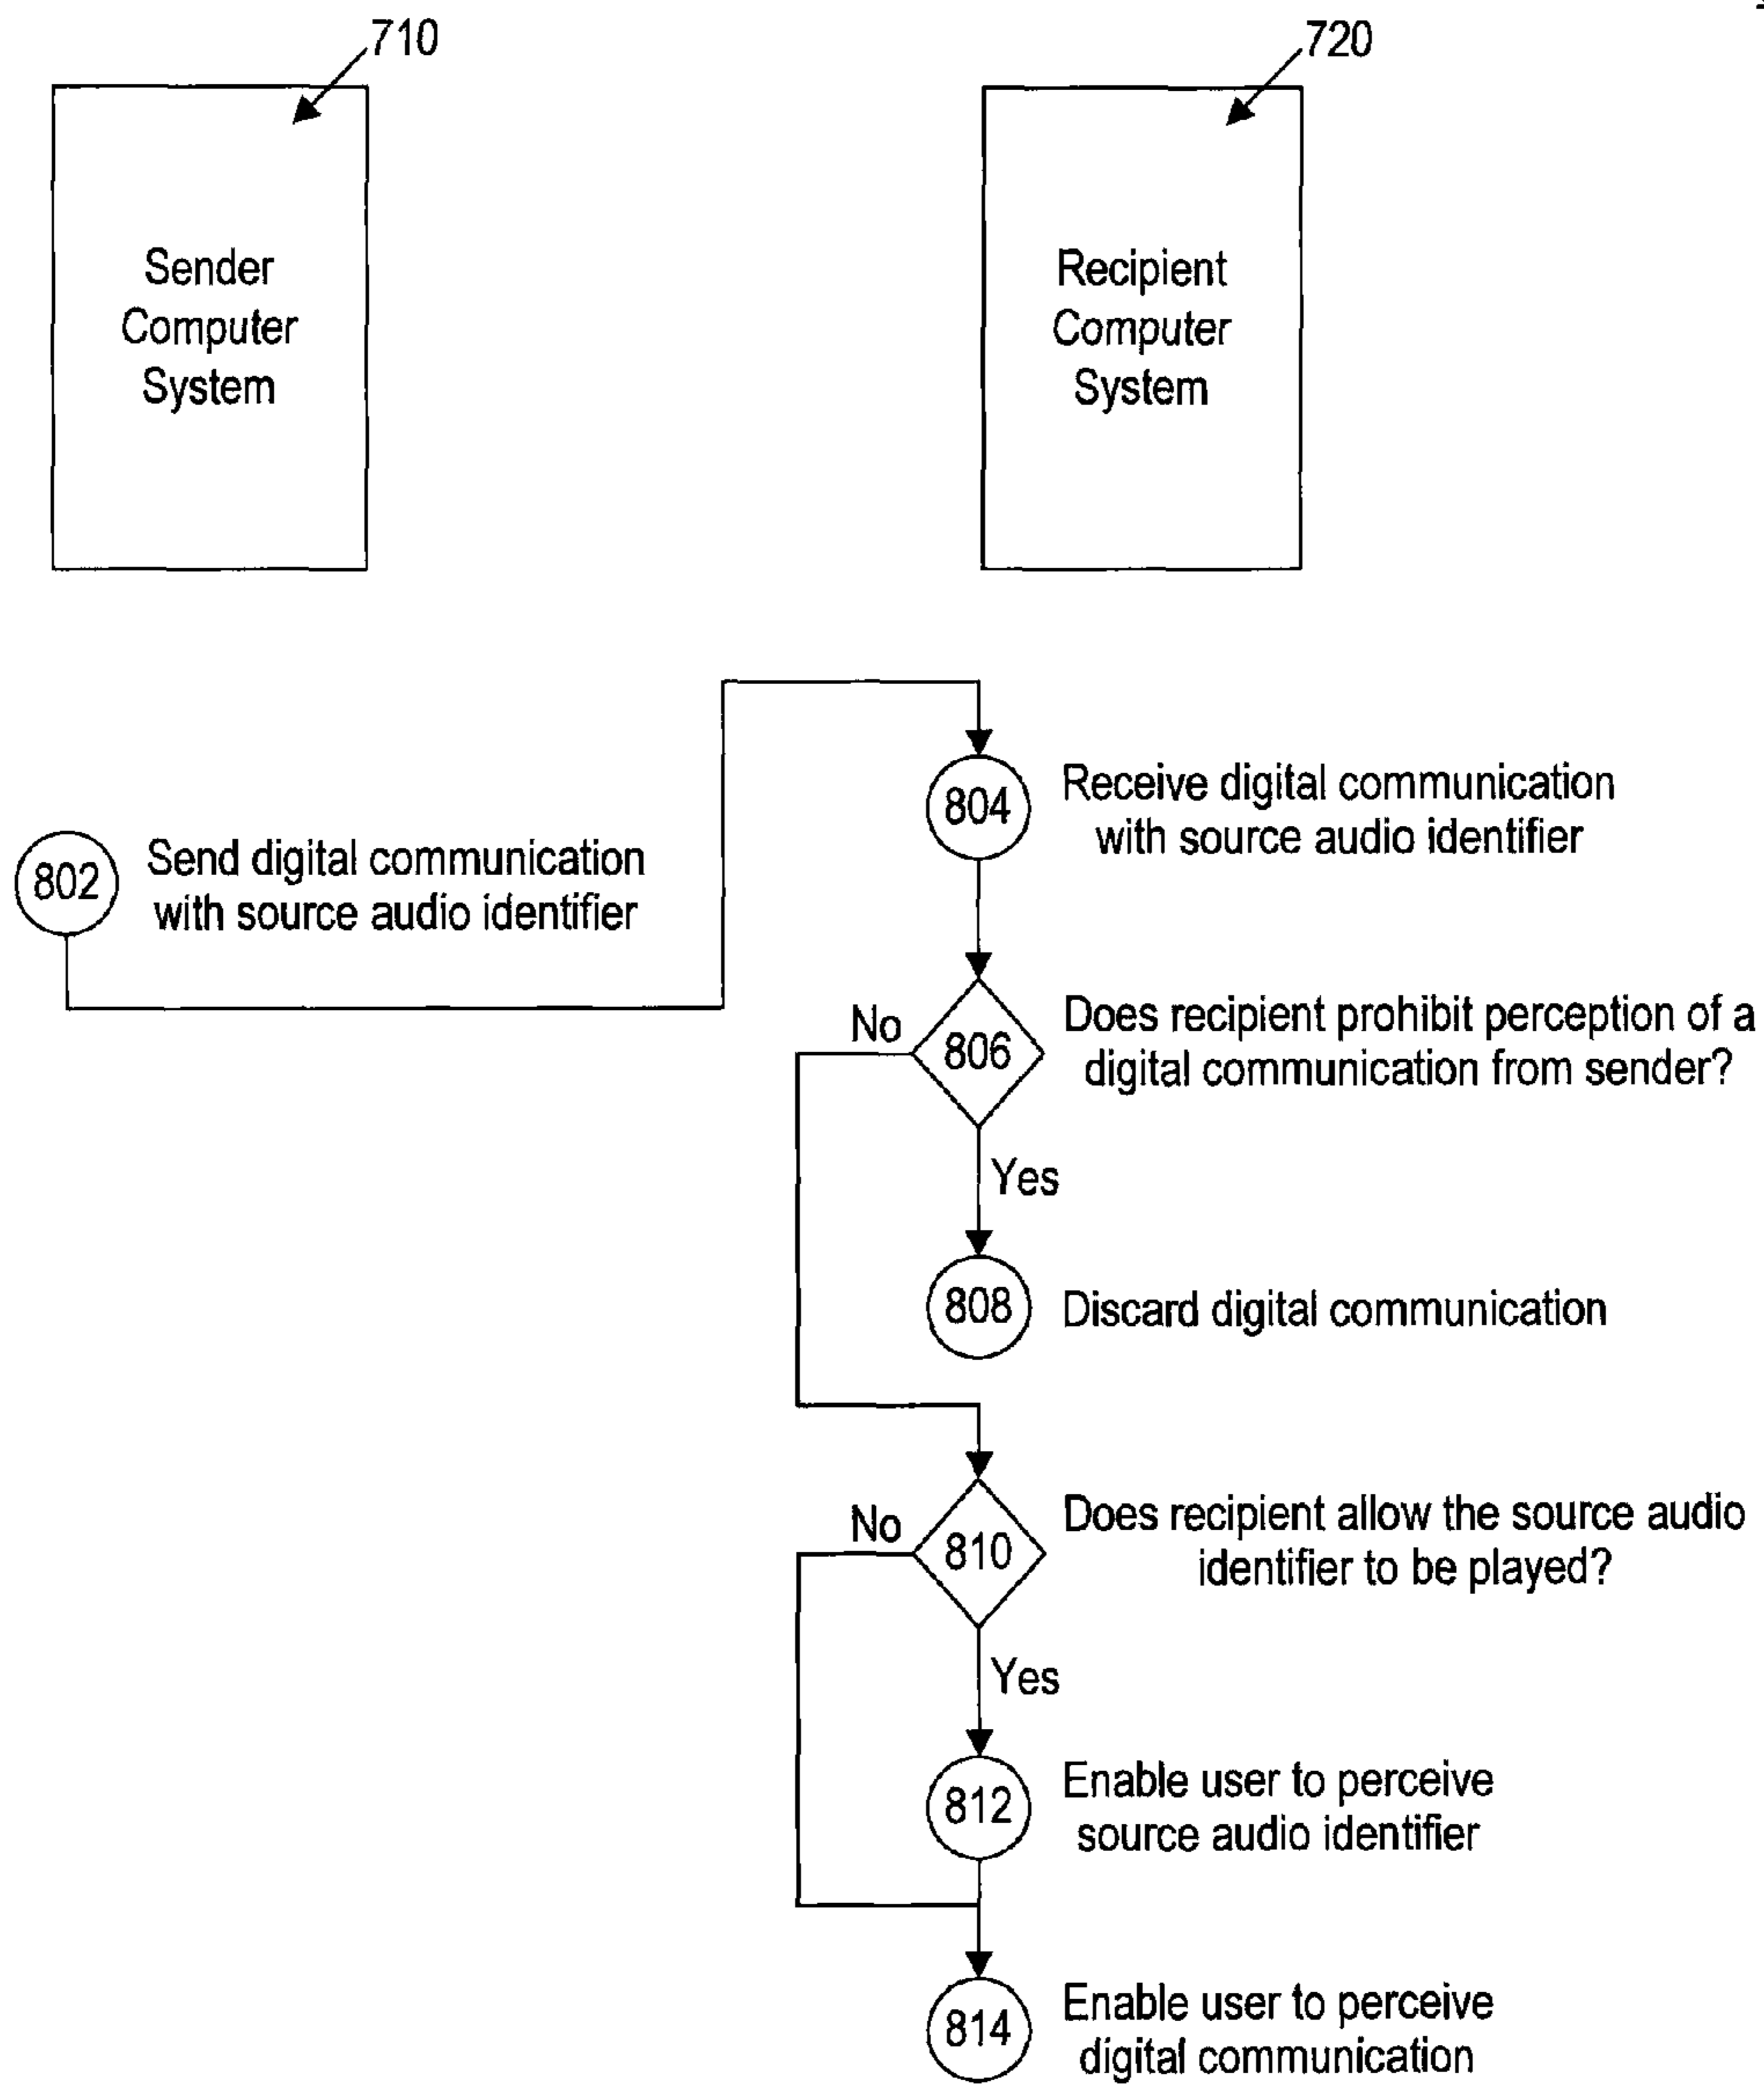 710
720
Sender
Computer
System
Recipient
Computer
System
804
Receive digital communication
with source audio identifier
802
Send digital communication
with source audio identifier
No
806
Does recipient prohibit perception of a
digital communication from sender?
Yes
808
Discard digital communication
No
810
Does recipient allow the source audio
identifier to be played?
Yes
812
Enable user to perceive
source audio identifier
814
Enable user to perceive
digital communication